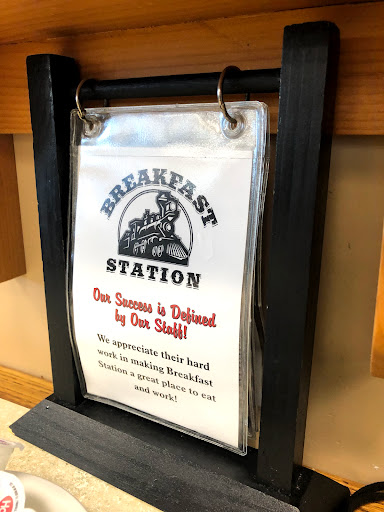 BREAKFAST
STATION
Our Success is Defined
by Our Staff!
We appreciate their hard
work in making Breakfast
Station a great place to eat
and work!